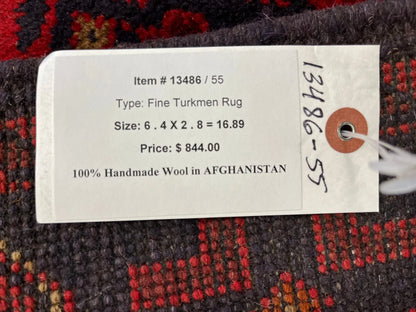 Item # 13486 / 55
Type: Fine Turkmen Rug
Size: 6 . 4 X 2 . 8 = 16.89
Price: $ 844.00
100% Handmade Wool in AFGHANISTAN
13486-55